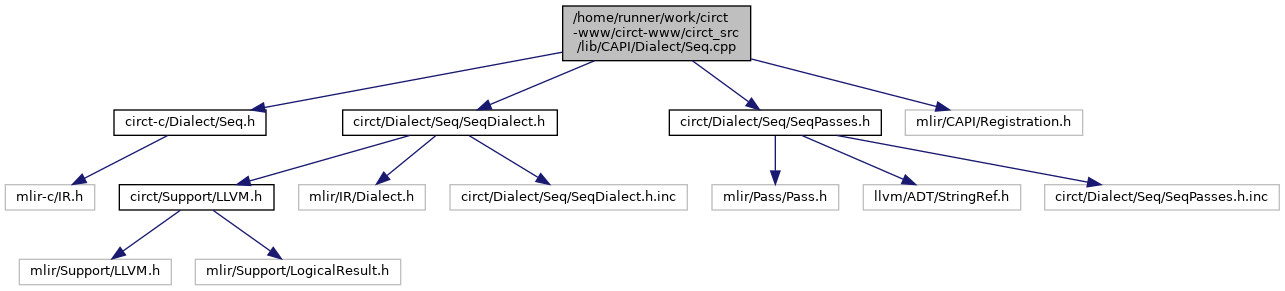 /home/runner/work/circt
-www/circt-www/circt_src
/lib/CAPI/Dialect/Seq.cpp
circt-c/Dialect/Seq.h
circt/Dialect/Seq/SeqDialect.h
circt/Dialect/Seq/SeqPasses.h
mlir/CAPI/Registration.h
mlir-c/IR.h
circt/Support/LLVM.h
mlir/IR/Dialect.h
circt/Dialect/Seq/SeqDialect.h.inc
mlir/Pass/Pass.h
llvm/ADT/StringRef.h
circt/Dialect/Seq/SeqPasses.h.inc
mlir/Support/LLVM.h
mlir/Support/LogicalResult.h